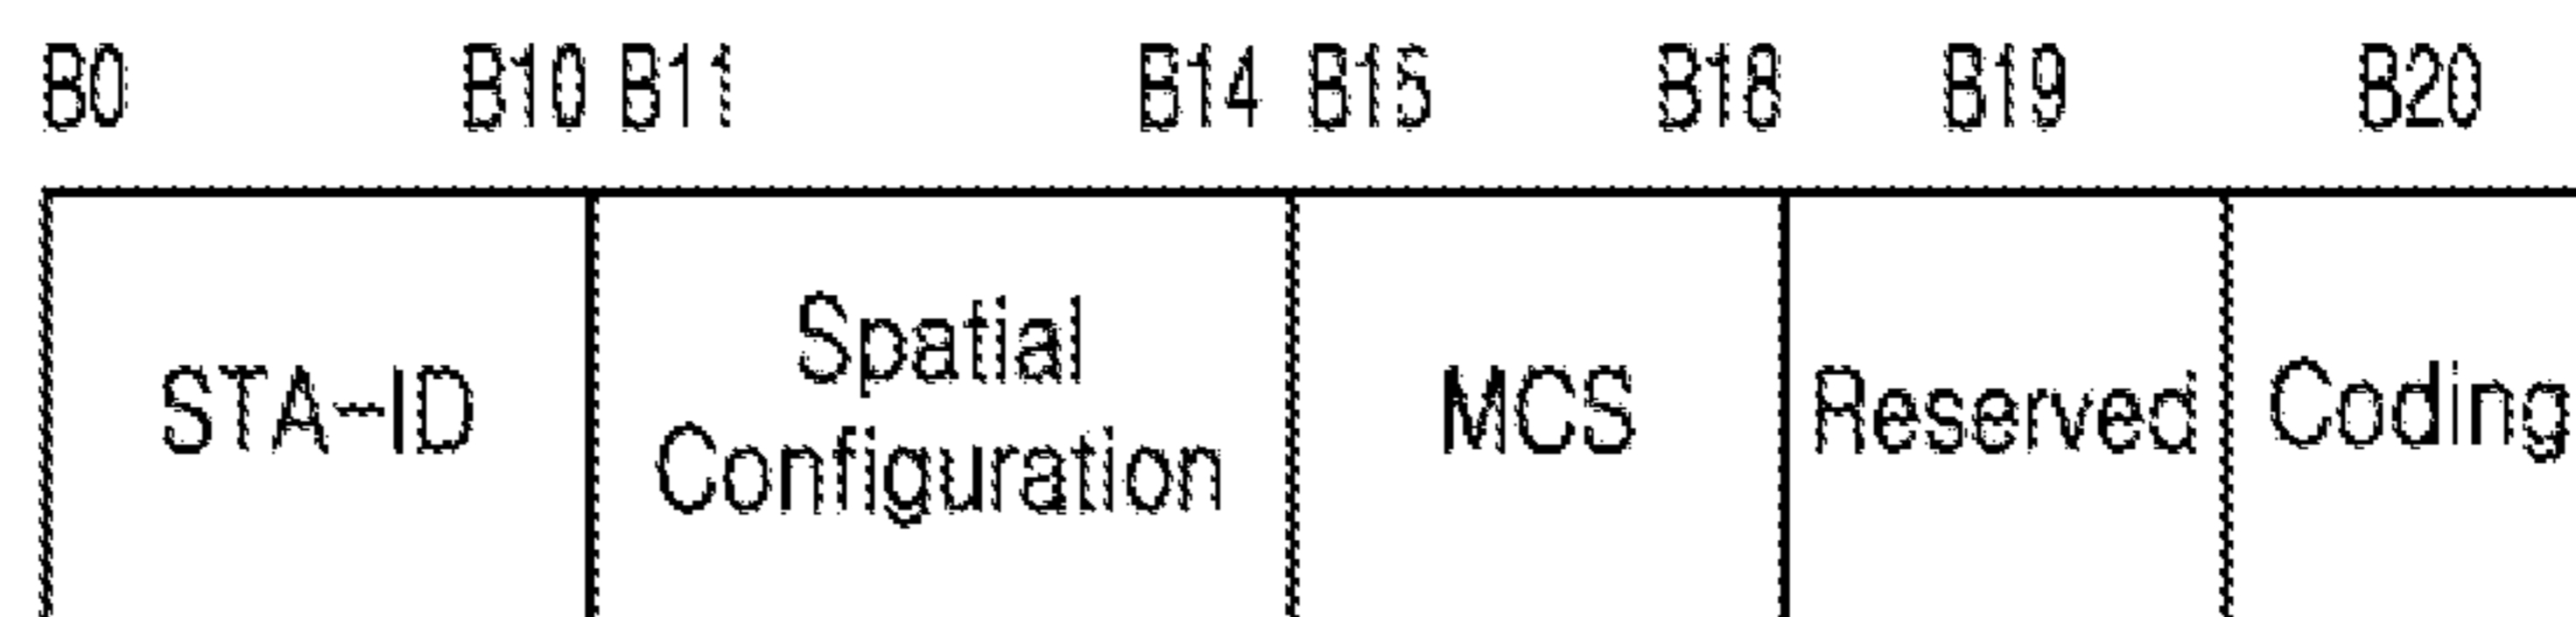 B0 B10 B11 B14 B15 B18 B19 B20
STA-ID
Spatial
Configuration
MCS
Reserved
Coding